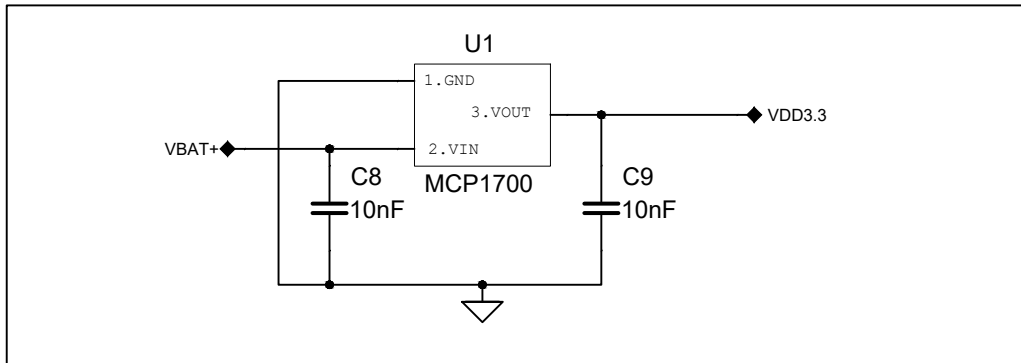 U1
1.GND
3.VOUT
VDD3.3
VBAT+
2.VIN
MCP1700
C8
10nF
C9
10nF